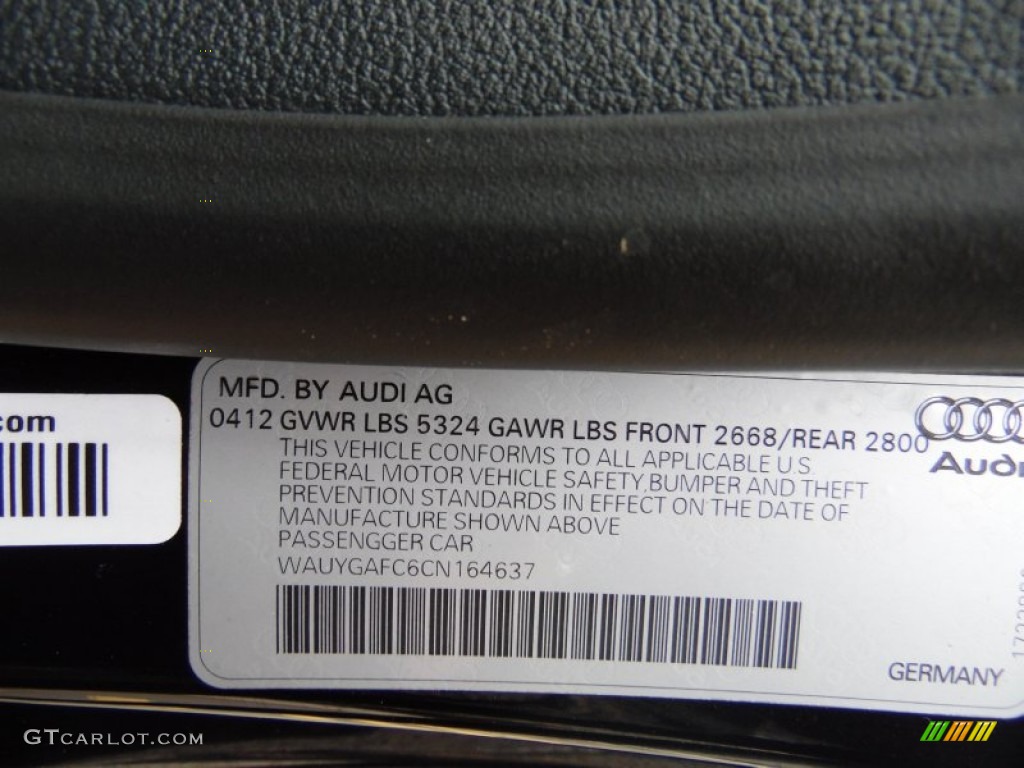 MFD. BY AUDI AG
0412 GVWR LBS 5324 GAWR LBS FRONT 2668/REAR 2800
Audi
THIS VEHICLE CONFORMS TO ALL APPLICABLE U.S.
FEDERAL MOTOR VEHICLE SAFETY,BUMPER AND THEFT
PREVENTION STANDARDS IN EFFECT ON THE DATE OF
MANUFACTURE SHOWN ABOVE
PASSENGGER CAR
WAUYGAFC6CN164637
GERMANY
com
GTCARLOT.COM